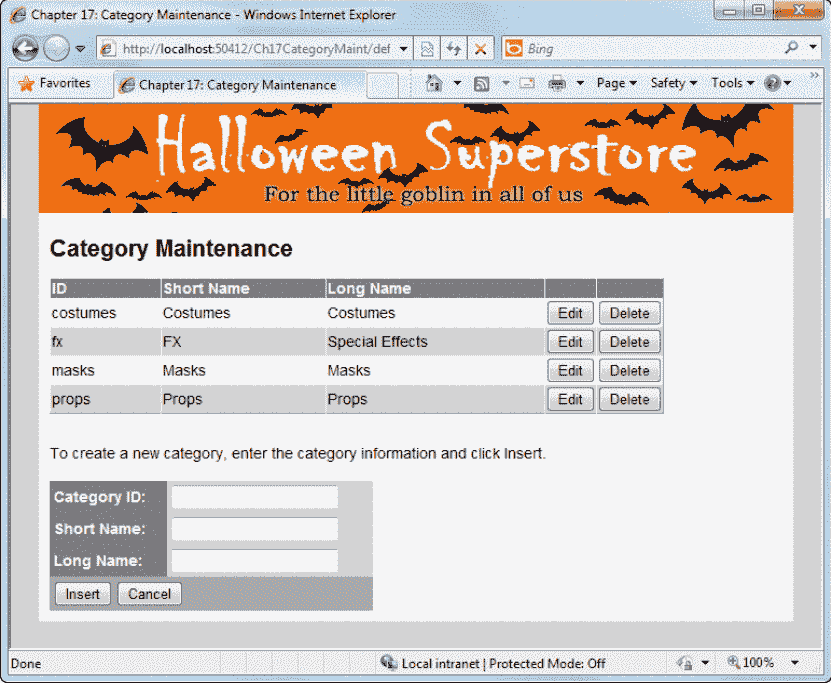 Chapter 17: Category Maintenance - Windows Internet Explorer
http://localhost:50412/Ch17CategoryMaint/def
Bing
Favorites Chapter 17: Category Maintenance Page Safety Tools
Halloween Superstore
For the little goblin in all of us
Category Maintenance
ID Short Name Long Name
costumes Costumes Costumes Edit Delete
fx FX Special Effects Edit Delete
masks Masks Masks Edit Delete
props Props Props Edit Delete
To create a new category, enter the category information and click Insert.
Category ID:
Short Name:
Long Name:
Insert Cancel
Done Local intranet | Protected Mode: Off 100%